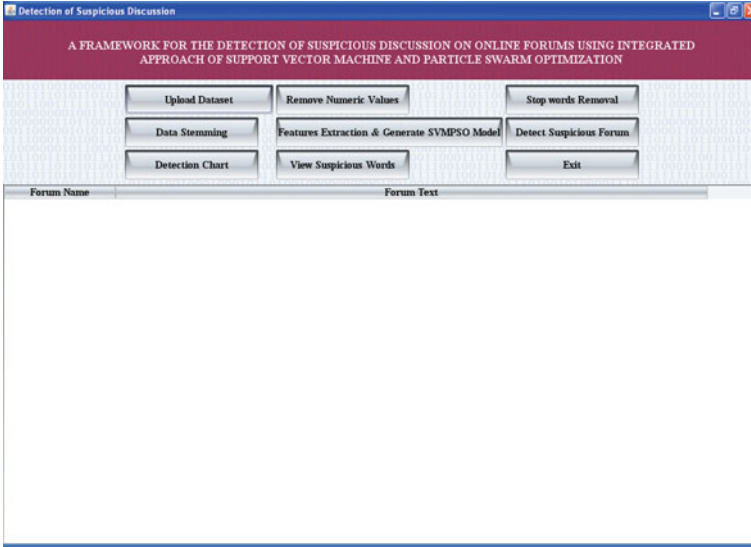 Detection of Suspicious Discussion
A FRAMEWORK FOR THE DETECTION OF SUSPICIOUS DISCUSSION ON ONLINE FORUMS USING INTEGRATED
APPROACH OF SUPPORT VECTOR MACHINE AND PARTICLE SWARM OPTIMIZATION
Upload Dataset Remove Numeric Values Stop words Removal
Data Stemming Features Extraction & Generate SVMPSO Model Detect Suspicious Forum
Detection Chart View Suspicious Words Exit
Forum Name Forum Text